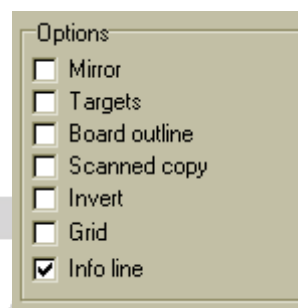 Options
Mirror
Targets
Board outline
Scanned copy
Invert
Grid
Info line